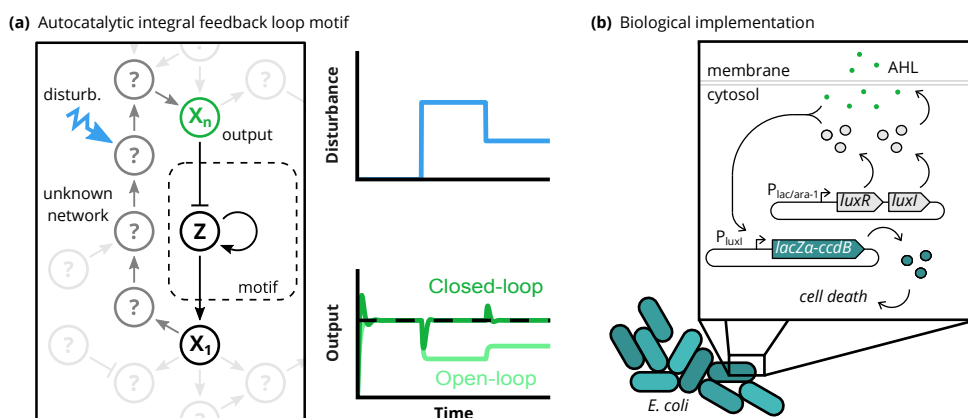 (a) Autocatalytic integral feedback loop motif
?
?
disturb.
Xn
output
?
unknown
network
?
Z
?
motif
?
?
X1
?
?
?
Disturbance
Output
Closed-loop
Open-loop
Time
(b) Biological implementation
membrane
AHL
cytosol
Plac/ara-1
luxR
luxI
PluxI
lacZα-ccdB
cell death
E. coli